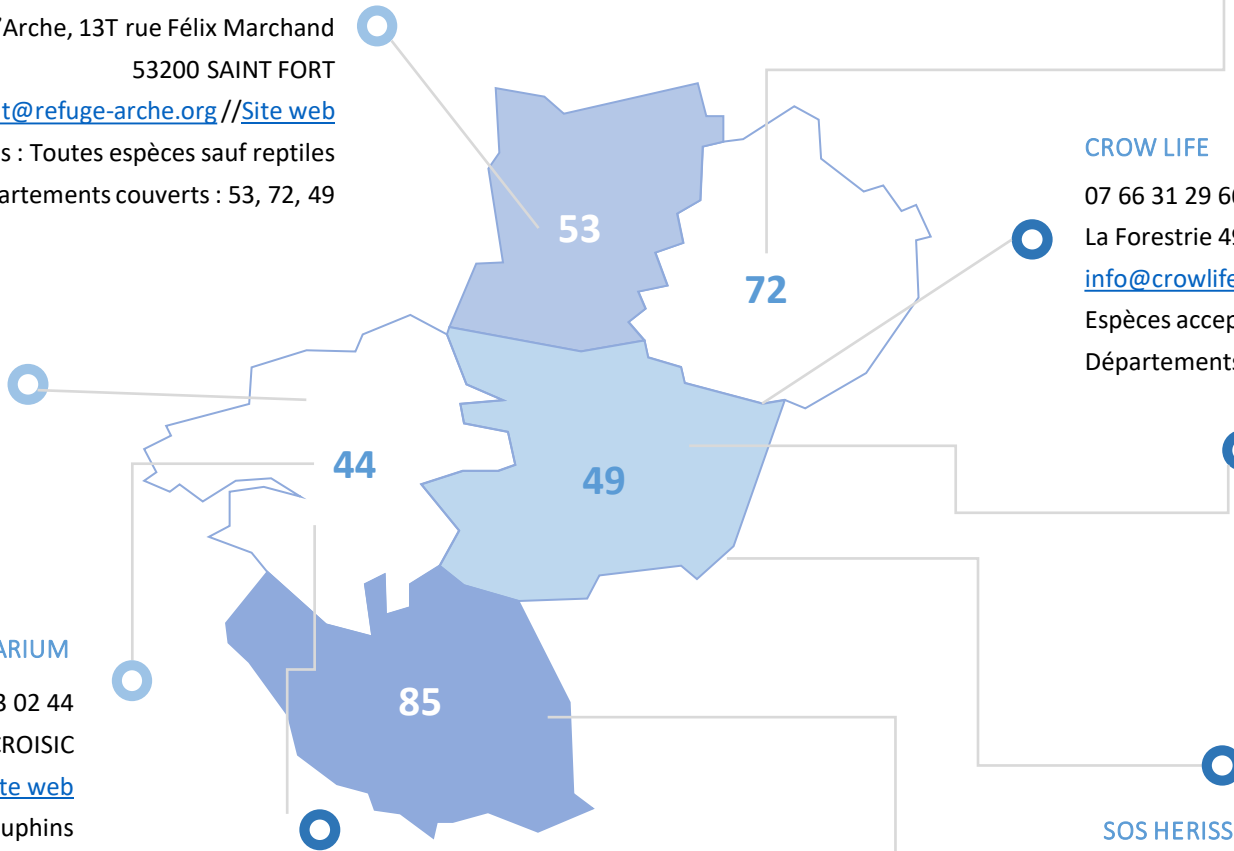 ’Arche, 13T rue Félix Marchand
53200 SAINT FORT
t@refuge-arche.org //Site web
s : Toutes espèces sauf reptiles
artements couverts : 53, 72, 49
CROW LIFE
07 66 31 29 6
La Forestrie 49
info@crowlife
Espèces accep
Départements
53
72
44
49
85
ARIUM
3 02 44
CROISIC
te web
uphins
SOS HERISS